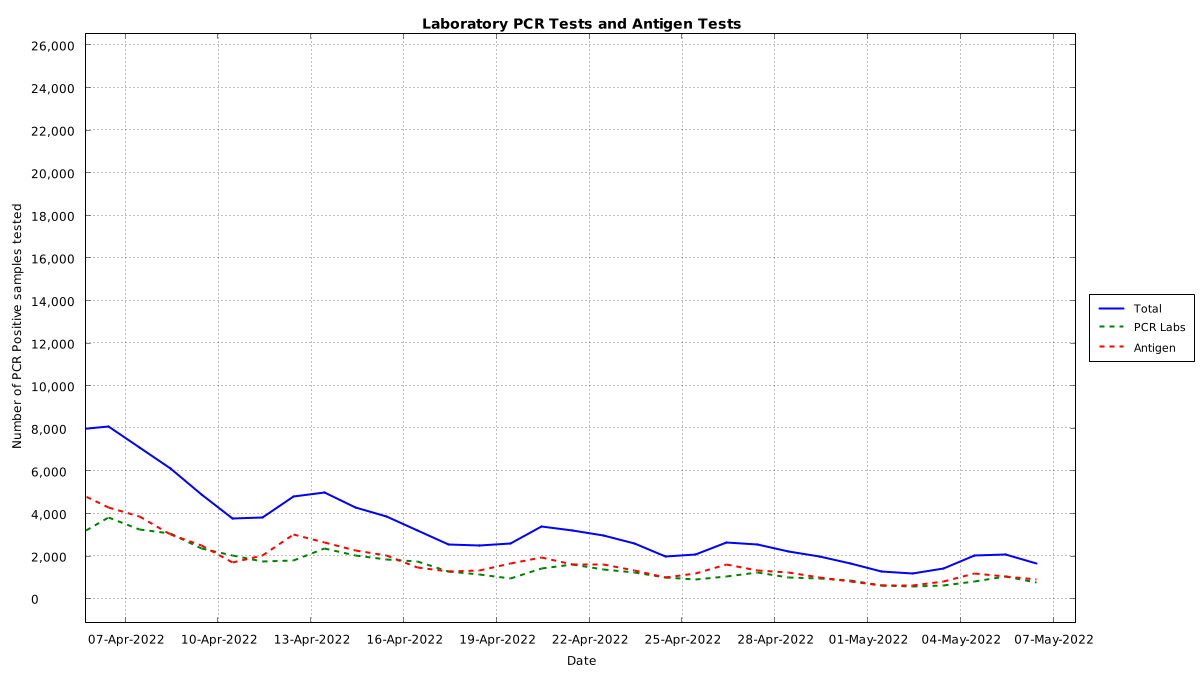 Laboratory PCR Tests and Antigen Tests
Number of PCR Positive samples tested
26,000
24,000
22,000
20,000
18,000
16,000
14,000
12,000
10,000
8,000
6,000
4,000
2,000
0
Total
PCR Labs
Antigen
07-Apr-2022 10-Apr-2022 13-Apr-2022 16-Apr-2022 19-Apr-2022 22-Apr-2022 25-Apr-2022 28-Apr-2022 01-May-2022 04-May-2022 07-May-2022
Date